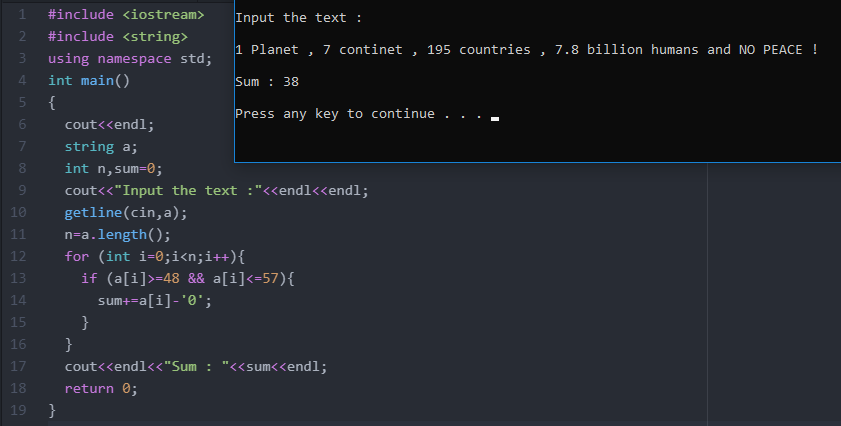 1 #include <iostream>
2 #include <string>
3 using namespace std;
4 int main()
5 {
6   cout<<endl;
7   string a;
8   int n,sum=0;
9   cout<<"Input the text :"<<endl<<endl;
10   getline(cin,a);
11   n=a.length();
12   for (int i=0;i<n;i++){
13     if (a[i]>=48 && a[i]<=57){
14       sum+=a[i]-'0';
15     }
16   }
17   cout<<endl<<"Sum : "<<sum<<endl;
18   return 0;
19 }
Input the text :
1 Planet , 7 continet , 195 countries , 7.8 billion humans and NO PEACE !
Sum : 38
Press any key to continue . . .